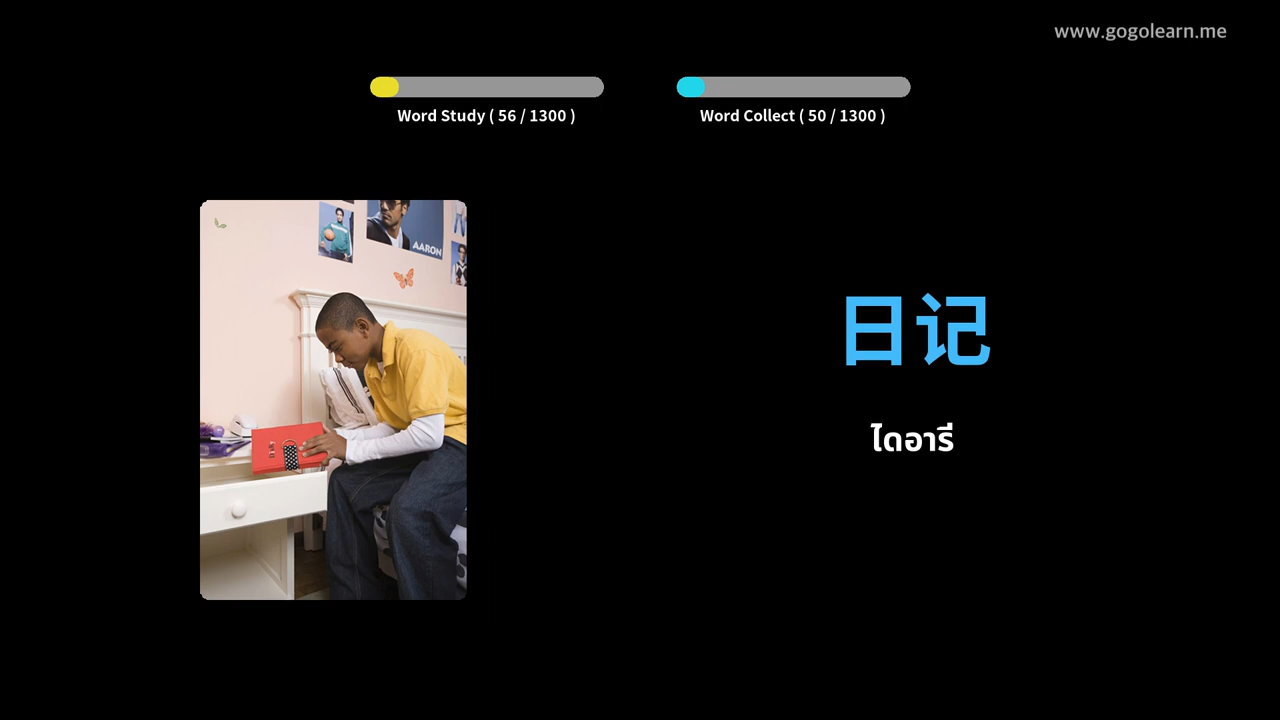 www.gogolearn.me
Word Study ( 56 / 1300 )
Word Collect ( 50 / 1300 )
AARON
日记
ไดอารี